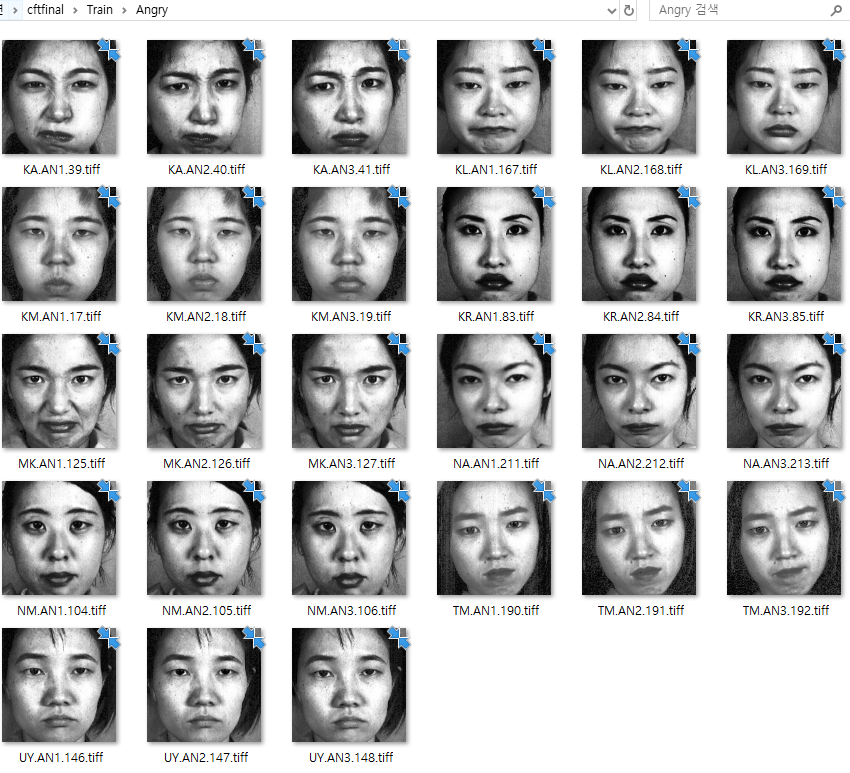 cftfinal > Train > Angry
Angry 검색
KA.AN1.39.tiff KA.AN2.40.tiff KA.AN3.41.tiff KL.AN1.167.tiff KL.AN2.168.tiff KL.AN3.169.tiff
KM.AN1.17.tiff KM.AN2.18.tiff KM.AN3.19.tiff KR.AN1.83.tiff KR.AN2.84.tiff KR.AN3.85.tiff
MK.AN1.125.tiff MK.AN2.126.tiff MK.AN3.127.tiff NA.AN1.211.tiff NA.AN2.212.tiff NA.AN3.213.tiff
NM.AN1.104.tiff NM.AN2.105.tiff NM.AN3.106.tiff TM.AN1.190.tiff TM.AN2.191.tiff TM.AN3.192.tiff
UY.AN1.146.tiff UY.AN2.147.tiff UY.AN3.148.tiff